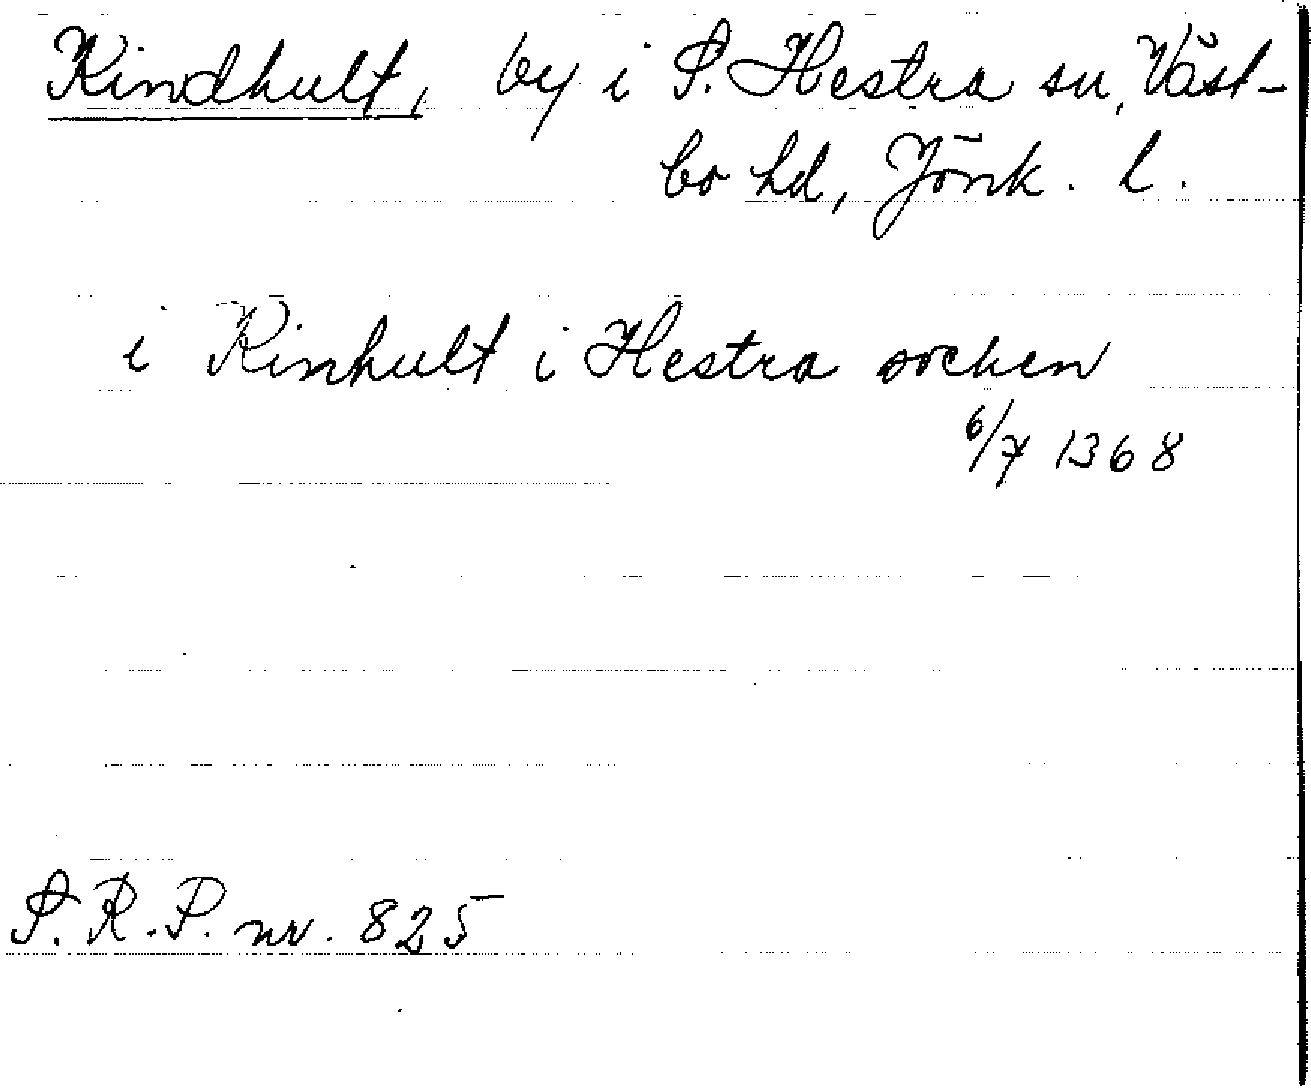 Kindhult, by i S. Hestra sn, Väst-
bo hd, Jönk. l.
i Kinhult i Hestra socken
6/7 1368
S.R.P. nr. 825